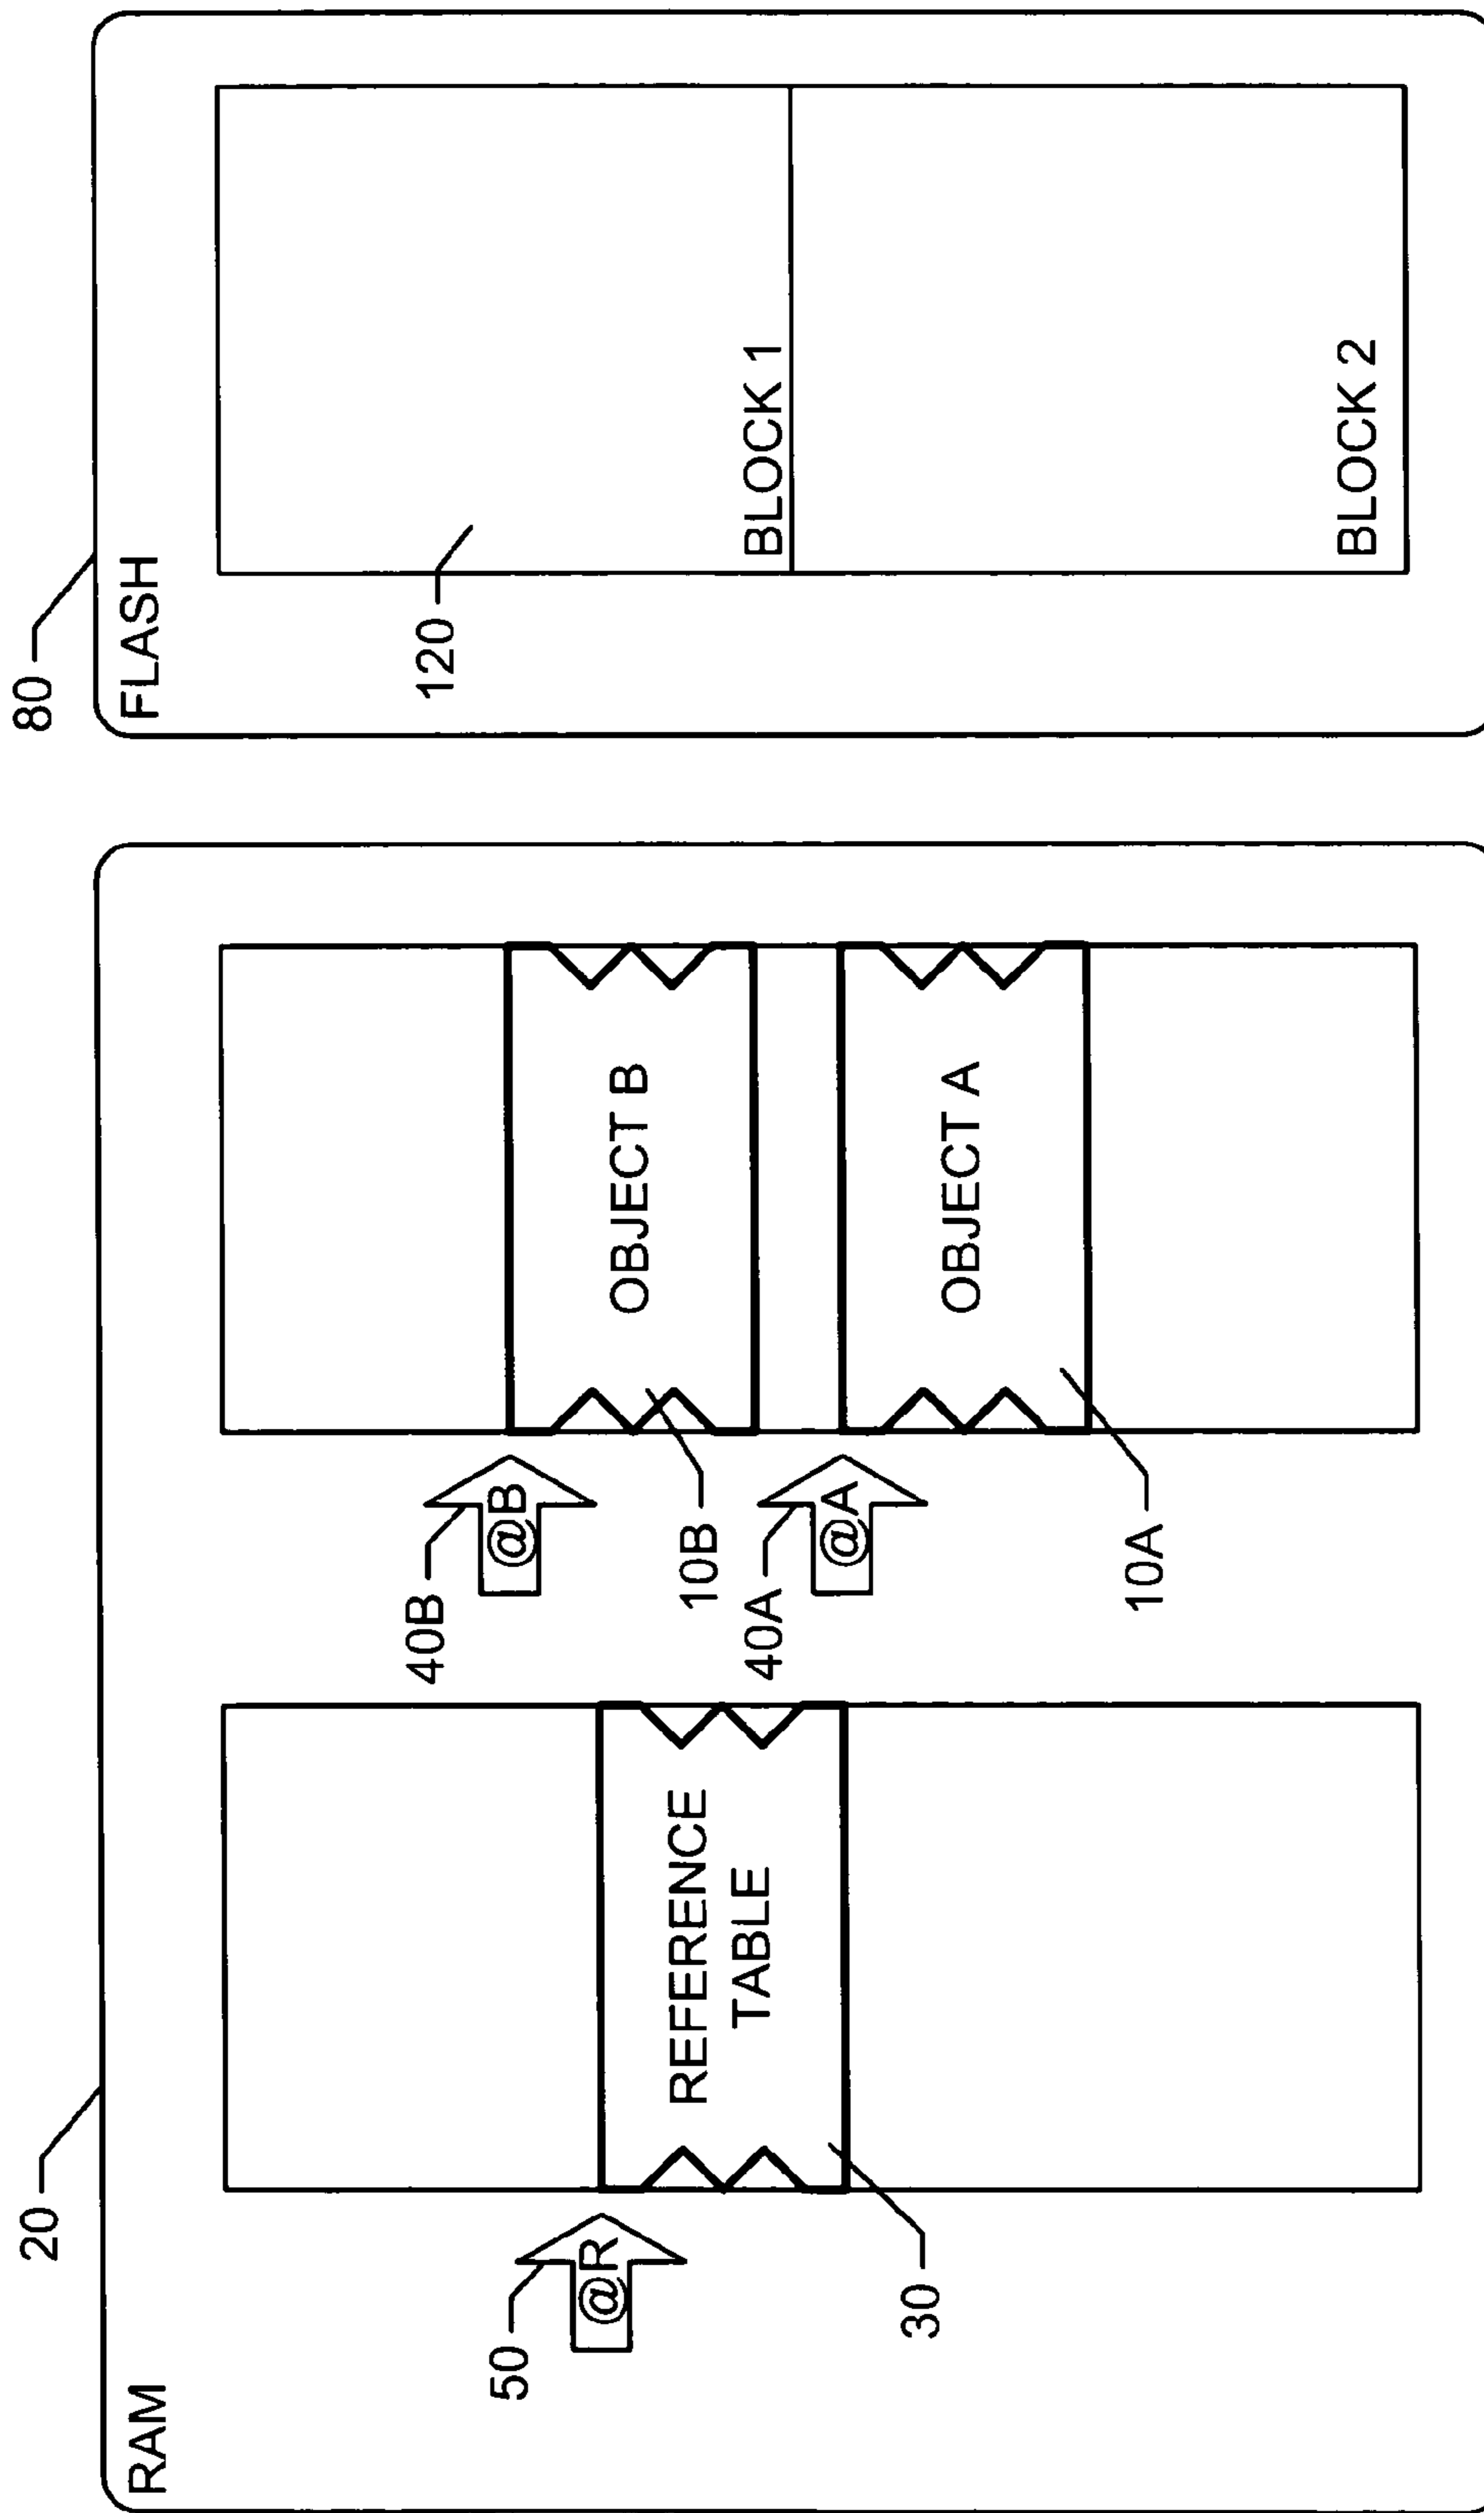 20
80
RAM
FLASH
50
@R
REFERENCE
TABLE
30
40B
@B
OBJECT B
10B
40A
@A
OBJECT A
10A
120
BLOCK 1
BLOCK 2